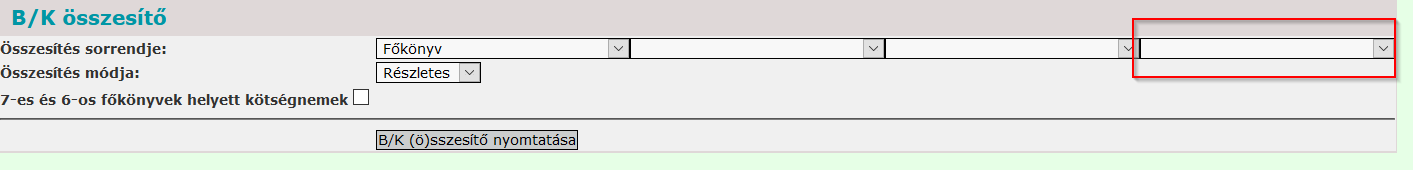 B/K összesítő
Összesítés sorrendje: Főkönyv
Összesítés módja: Részletes
7-es és 6-os főkönyvek helyett kötségnemek
B/K (ö)sszesítő nyomtatása